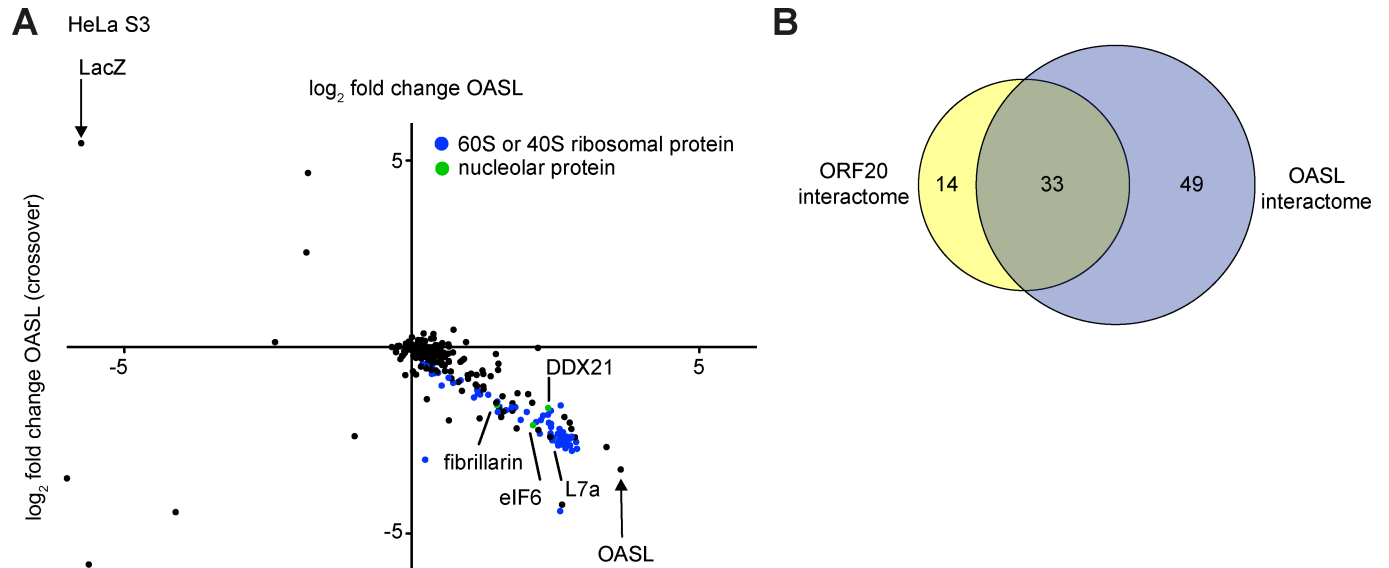 A
HeLa S3
LacZ
log2 fold change OASL
60S or 40S ribosomal protein
nucleolar protein
5
-5
5
-5
log2 fold change OASL (crossover)
DDX21
fibrillarin
eIF6
L7a
OASL
B
ORF20
interactome
14
33
49
OASL
interactome